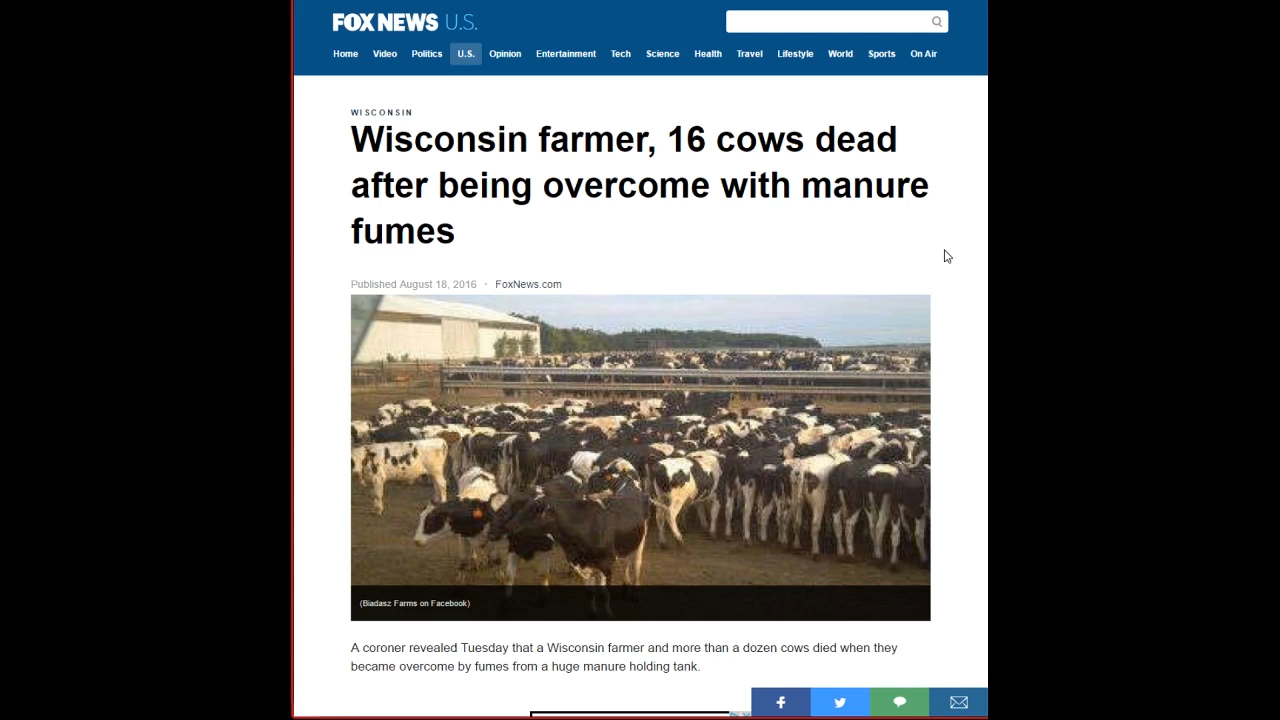 FOX NEWS U.S.
Home Video Politics U.S. Opinion Entertainment Tech Science Health Travel Lifestyle World Sports On Air
WISCONSIN
Wisconsin farmer, 16 cows dead
after being overcome with manure
fumes
Published August 18, 2016 · FoxNews.com
(Biadasz Farms on Facebook)
A coroner revealed Tuesday that a Wisconsin farmer and more than a dozen cows died when they
became overcome by fumes from a huge manure holding tank.